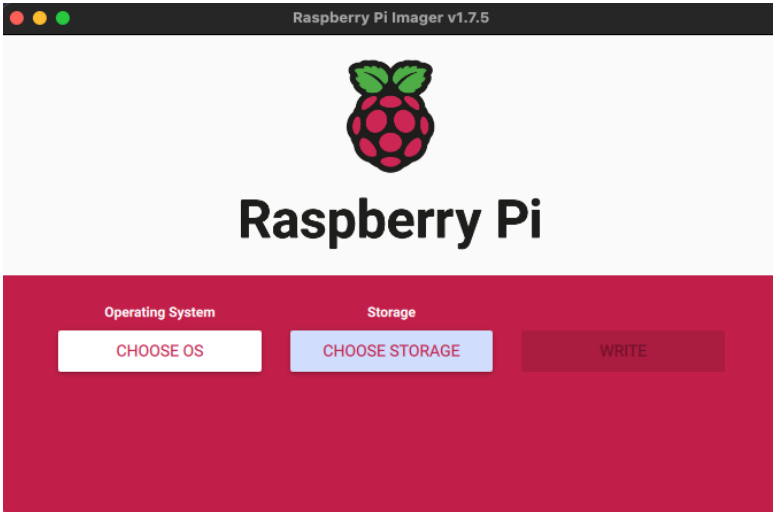 Raspberry Pi Imager v1.7.5
Raspberry Pi
Operating System
Storage
CHOOSE OS
CHOOSE STORAGE
WRITE